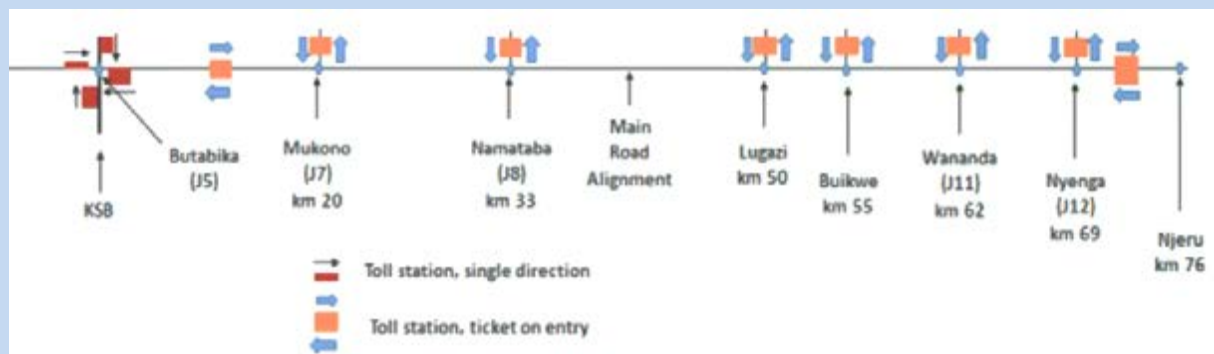 KSB
Butabika
(J5)
Mukono
(J7)
km 20
Namataba
(J8)
km 33
Main
Road
Alignment
Lugazi
km 50
Buikwe
km 55
Wananda
(J11)
km 62
Nyenga
(J12)
km 69
Njeru
km 76
Toll station, single direction
Toll station, ticket on entry